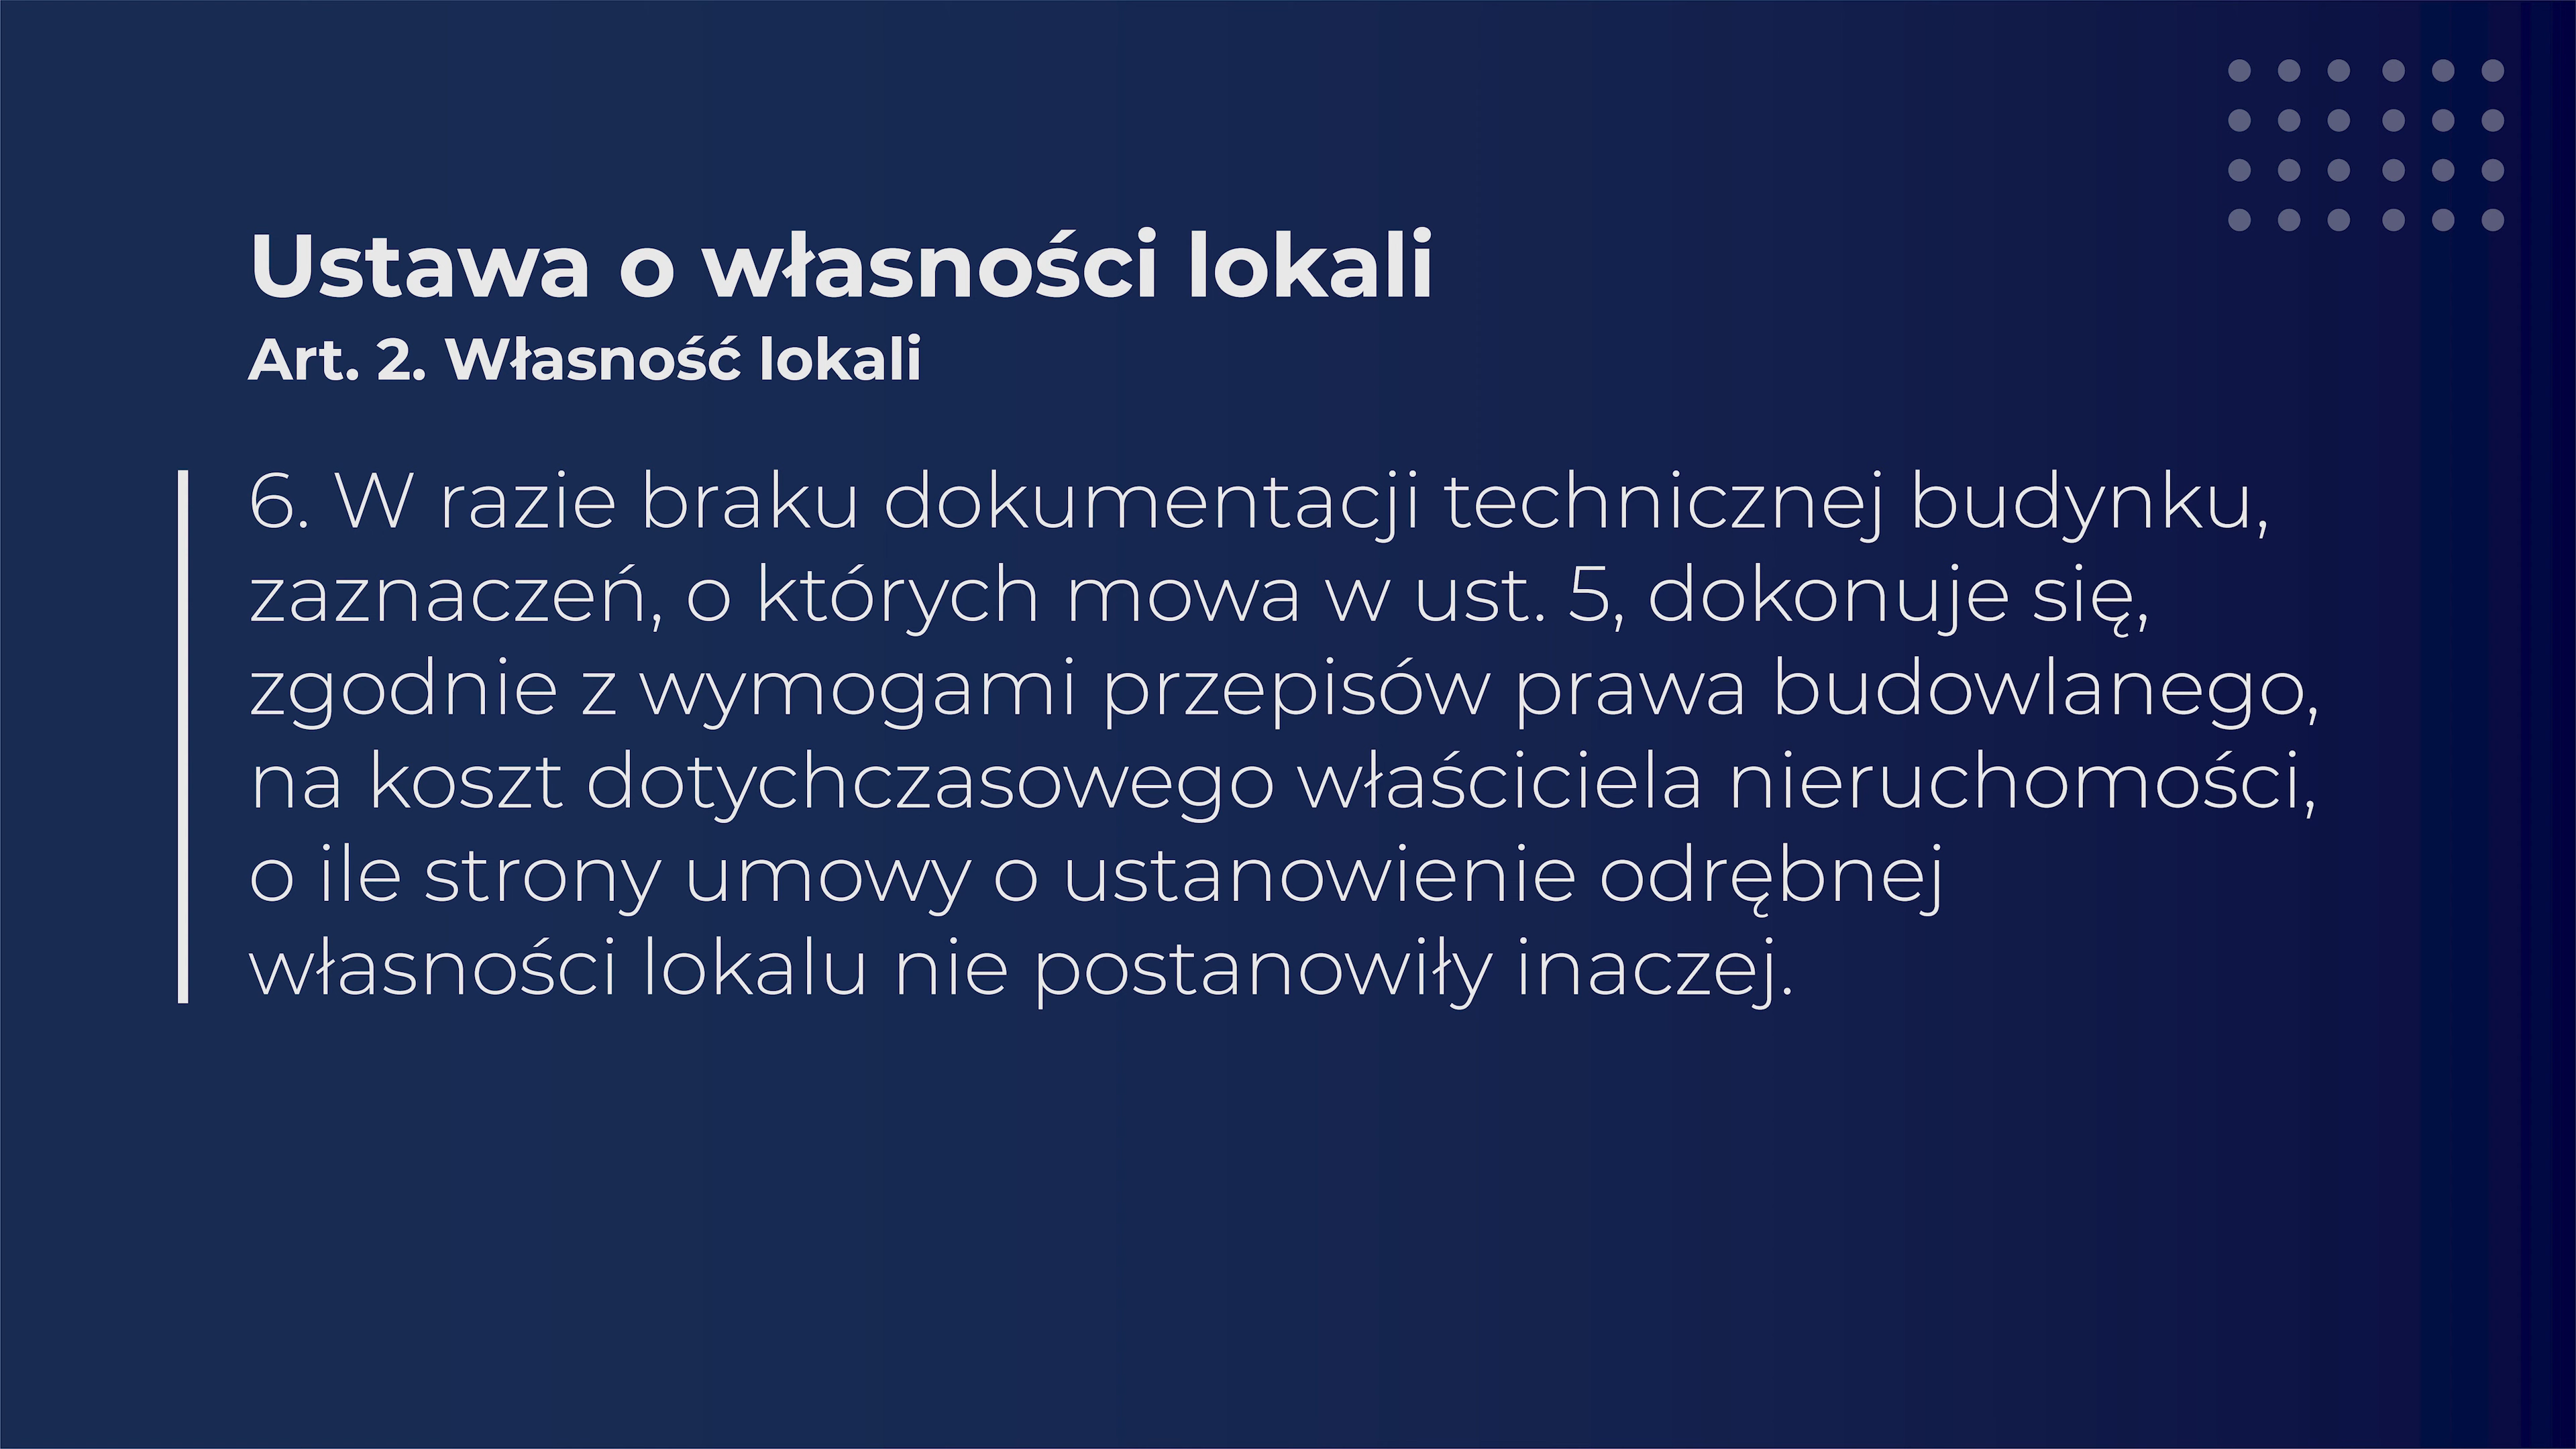 Ustawa o własności lokali
Art. 2. Własność lokali
6. W razie braku dokumentacji technicznej budynku,
zaznaczeń, o których mowa w ust. 5, dokonuje się,
zgodnie z wymogami przepisów prawa budowlanego,
na koszt dotychczasowego właściciela nieruchomości,
o ile strony umowy o ustanowienie odrębnej
własności lokalu nie postanowiły inaczej.